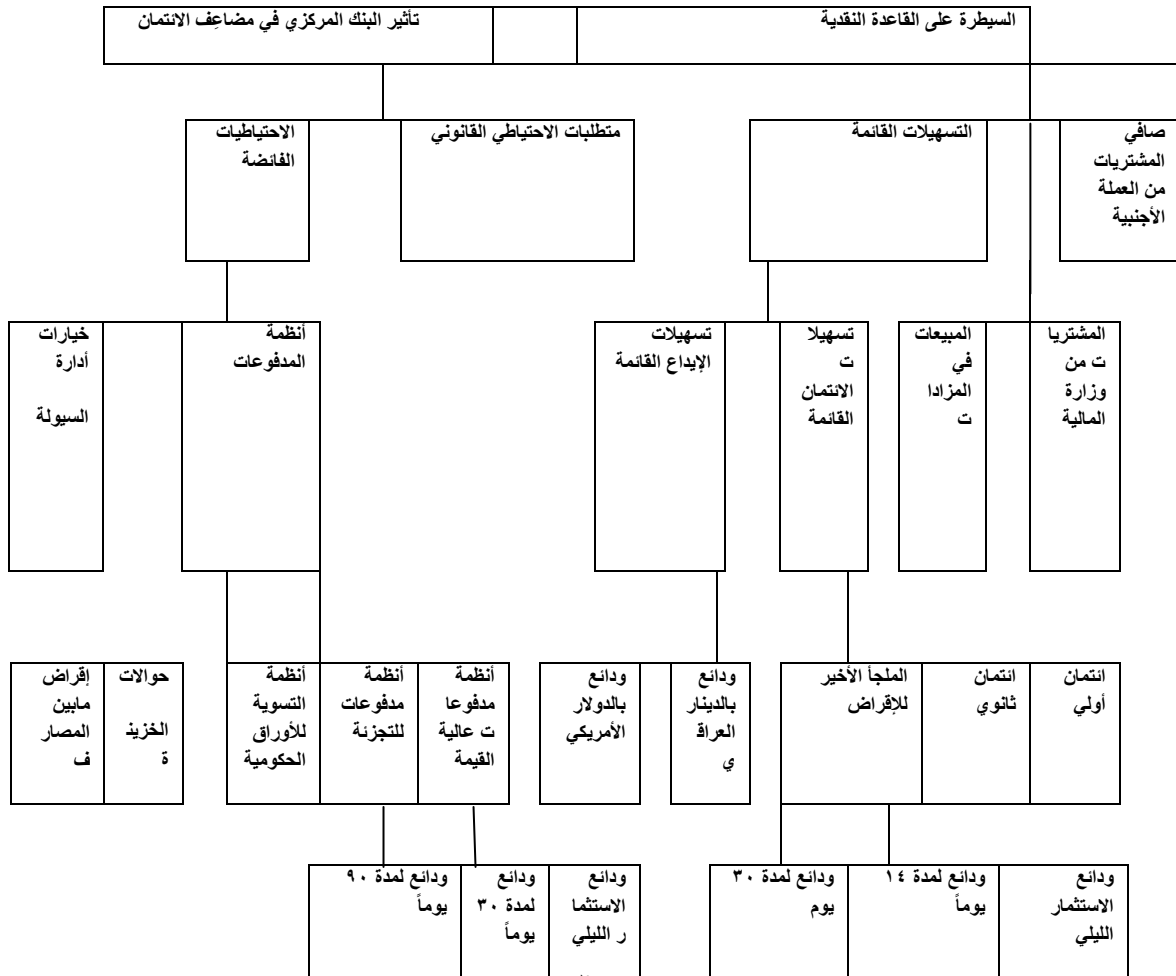 السيطرة على القاعدة النقدية
تأثير البنك المركزي في مضاعِف الائتمان
صافي
المشتريات
من العملة
الأجنبية
التسهيلات القائمة
متطلبات الاحتياطي القانوني
الاحتياطيات
الفائضة
المشتريا
ت من
وزارة
المالية
المبيعات
في
المزادا
ت
تسهيلا
ت
الائتمان
القائمة
تسهيلات
الإيداع القائمة
أنظمة
المدفوعات
خيارات
أدارة
السيولة
ائتمان
أولي
ائتمان
ثانوي
الملجأ الأخير
للإقراض
ودائع
بالدينار
العراق
ي
ودائع
بالدولار
الأمريكي
أنظمة
مدفوعا
ت عالية
القيمة
أنظمة
مدفوعات
للتجزئة
أنظمة
التسوية
للأوراق
الحكومية
حوالات
الخزين
ة
إقراض
مابين
المصار
ف
ودائع
الاستثمار
الليلي
ودائع لمدة ١٤
يوماً
ودائع لمدة ٣٠
يوم
ودائع
الاستثما
ر الليلي
ودائع
لمدة ٣٠
يوماً
ودائع لمدة ٩٠
يوماً